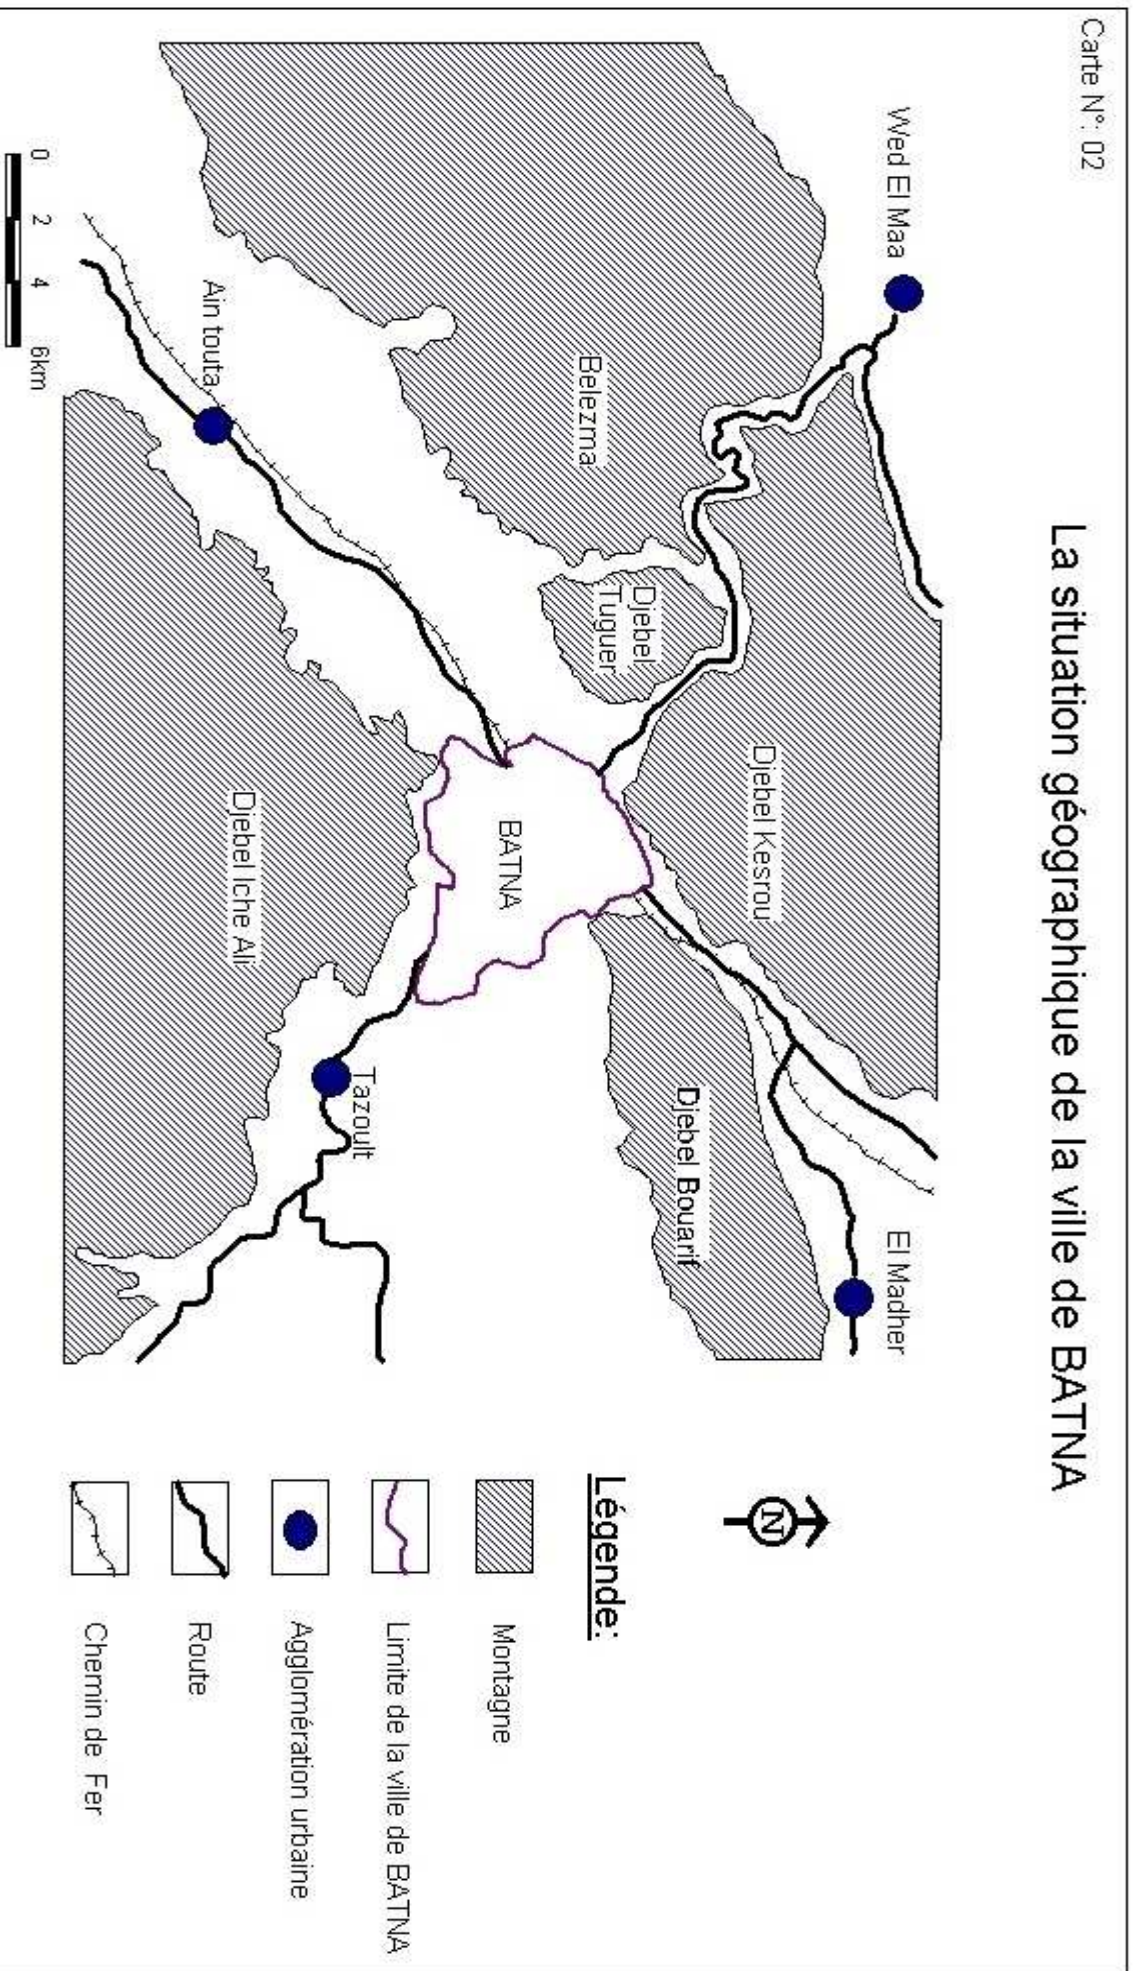 Carte N°: 02
La situation géographique de la ville de BATNA
Wed El Maa
El Madher
Djebel Kesrou
Belezma
Djebel
Tuguer
Djebel Bouarif
BATNA
Ain touta
Tazoult
Djebel Iche Ali
0 2 4 6km
N
Légende:
Montagne
Limite de la ville de BATNA
Agglomération urbaine
Route
Chemin de Fer